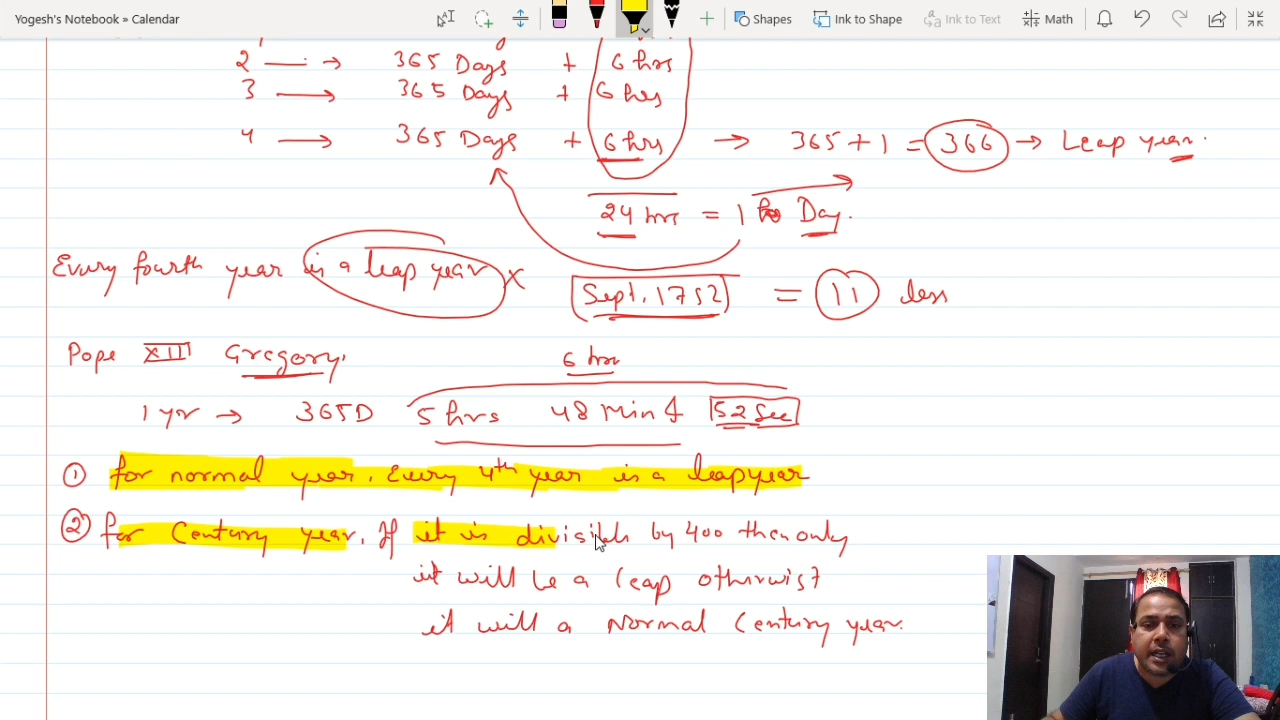 Yogesh's Notebook » Calendar
Shapes Ink to Shape Ink to Text Math
2 → 365 Days + 6 hrs
3 → 365 Days + 6 hrs
4 → 365 Days + 6 hrs → 365 + 1 = 366 → Leap year.
24 hrs = 1 Day.
Every fourth year is a leap year x
Sept. 1752 = 11 less
Pope XIII Gregory.
6 hrs
1 yr → 365D 5 hrs 48 Min & 52 Sec
① for normal year. Every 4th year is a leapyear
② for Century year. If it is divisible by 400 then only
it will be a leap otherwise
it will a Normal Century year.